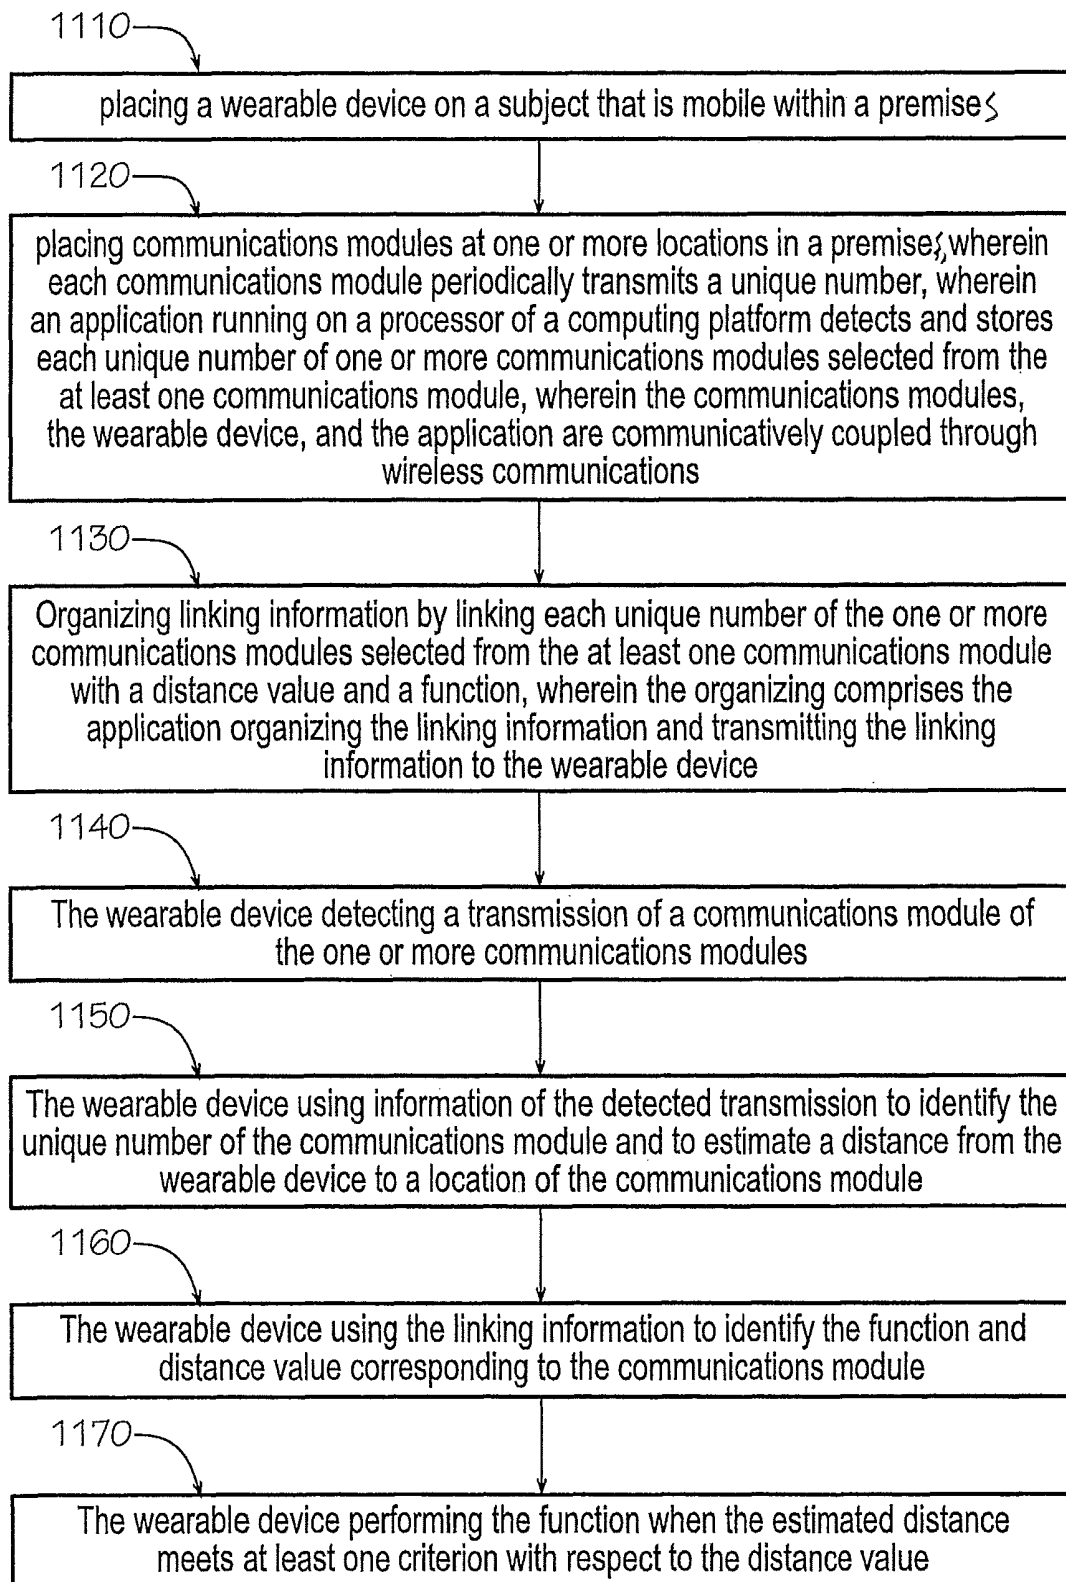 1110
placing a wearable device on a subject that is mobile within a premises
1120
placing communications modules at one or more locations in a premises, wherein
each communications module periodically transmits a unique number, wherein
an application running on a processor of a computing platform detects and stores
each unique number of one or more communications modules selected from the
at least one communications module, wherein the communications modules,
the wearable device, and the application are communicatively coupled through
wireless communications
1130
Organizing linking information by linking each unique number of the one or more
communications modules selected from the at least one communications module
with a distance value and a function, wherein the organizing comprises the
application organizing the linking information and transmitting the linking
information to the wearable device
1140
The wearable device detecting a transmission of a communications module of
the one or more communications modules
1150
The wearable device using information of the detected transmission to identify the
unique number of the communications module and to estimate a distance from the
wearable device to a location of the communications module
1160
The wearable device using the linking information to identify the function and
distance value corresponding to the communications module
1170
The wearable device performing the function when the estimated distance
meets at least one criterion with respect to the distance value